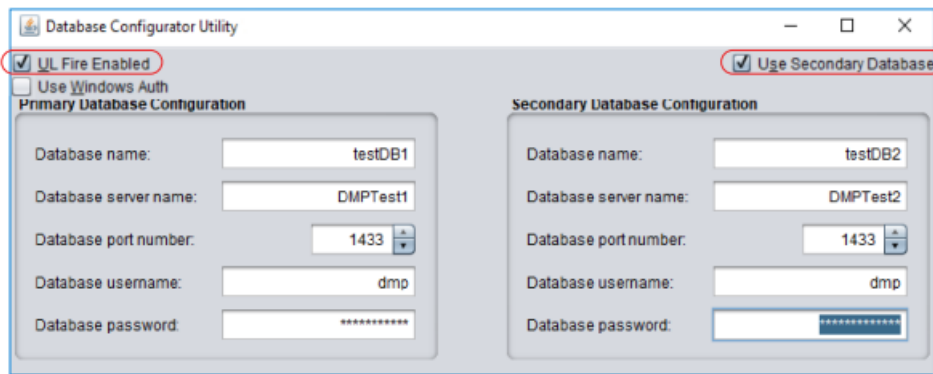 Database Configurator Utility
UL Fire Enabled
Use Secondary Database
Use Windows Auth
Primary Database Configuration
Database name: testDB1
Database server name: DMPTest1
Database port number: 1433
Database username: dmp
Database password: ***********
Secondary Database Configuration
Database name: testDB2
Database server name: DMPTest2
Database port number: 1433
Database username: dmp
Database password: *************